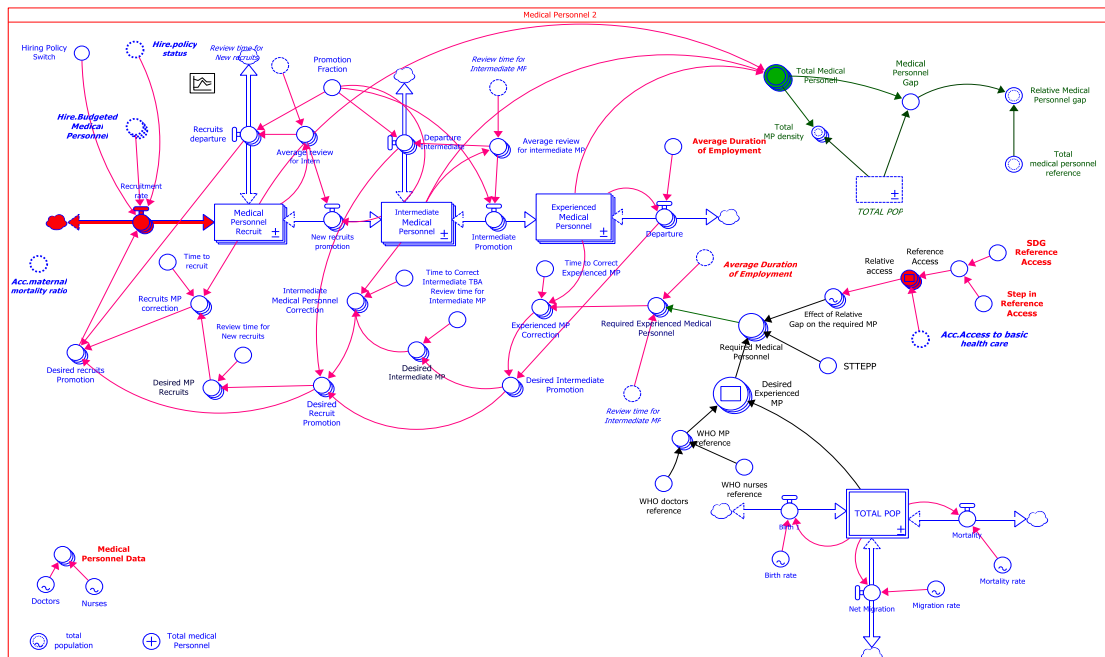 Medical Personnel 2
Hiring Policy
Switch
Hire.policy
status
Review time for
New recruits
Promotion
Fraction
Review time for
Intermediate MP
Total Medical
Personell
Medical
Personnel
Gap
Relative Medical
Personnel gap
Hire.Budgeted
Medical
Personnel
Recruits
departure
Average review
for Intern
Departure
Intermediate
Average review
for intermediate MP
Average Duration
of Employment
Total
MP density
Total
medical personnel
reference
Recruitment
rate
Medical
Personnel
Recruit
New recruits
promotion
Intermediate
Medical
Personnel
Intermediate
Promotion
Experienced
Medical
Personnel
Departure
TOTAL POP
Acc.maternal
mortality ratio
Time to
recruit
Recruits MP
correction
Intermediate
Medical Personnel
Correction
Time to Correct
Intermediate TBA
Review time for
Intermediate MP
Time to Correct
Experienced MP
Experienced MP
Correction
Average Duration
of Employment
Required Experienced Medical
Personnel
Relative
access
Reference
Access
SDG
Reference
Access
Step in
Reference
Access
Effect of Relative
Gap on the required MP
Acc.Access to basic
health care
Review time for
New recruits
Desired recruits
Promotion
Desired MP
Recruits
Desired
Recruit
Promotion
Desired
Intermediate MP
Desired Intermediate
Promotion
Required Medical
Personnel
STTEPP
Review time for
Intermediate MP
Desired
Experienced
MP
WHO MP
reference
WHO nurses
reference
WHO doctors
reference
TOTAL POP
Birth
Mortality
Birth rate
Mortality rate
Net Migration
Migration rate
Medical
Personnel Data
Doctors
Nurses
total
population
Total medical
Personnel